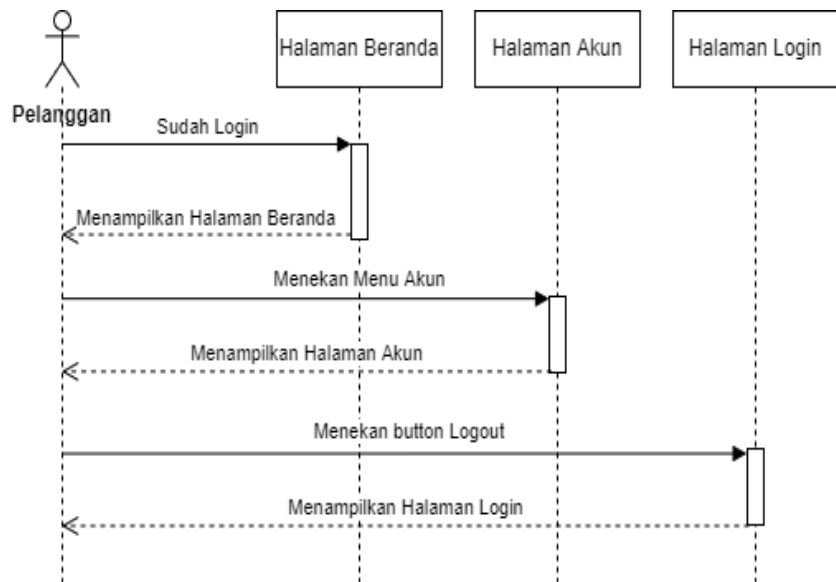 Halaman Beranda
Halaman Akun
Halaman Login
Pelanggan
Sudah Login
Menampilkan Halaman Beranda
Menekan Menu Akun
Menampilkan Halaman Akun
Menekan button Logout
Menampilkan Halaman Login